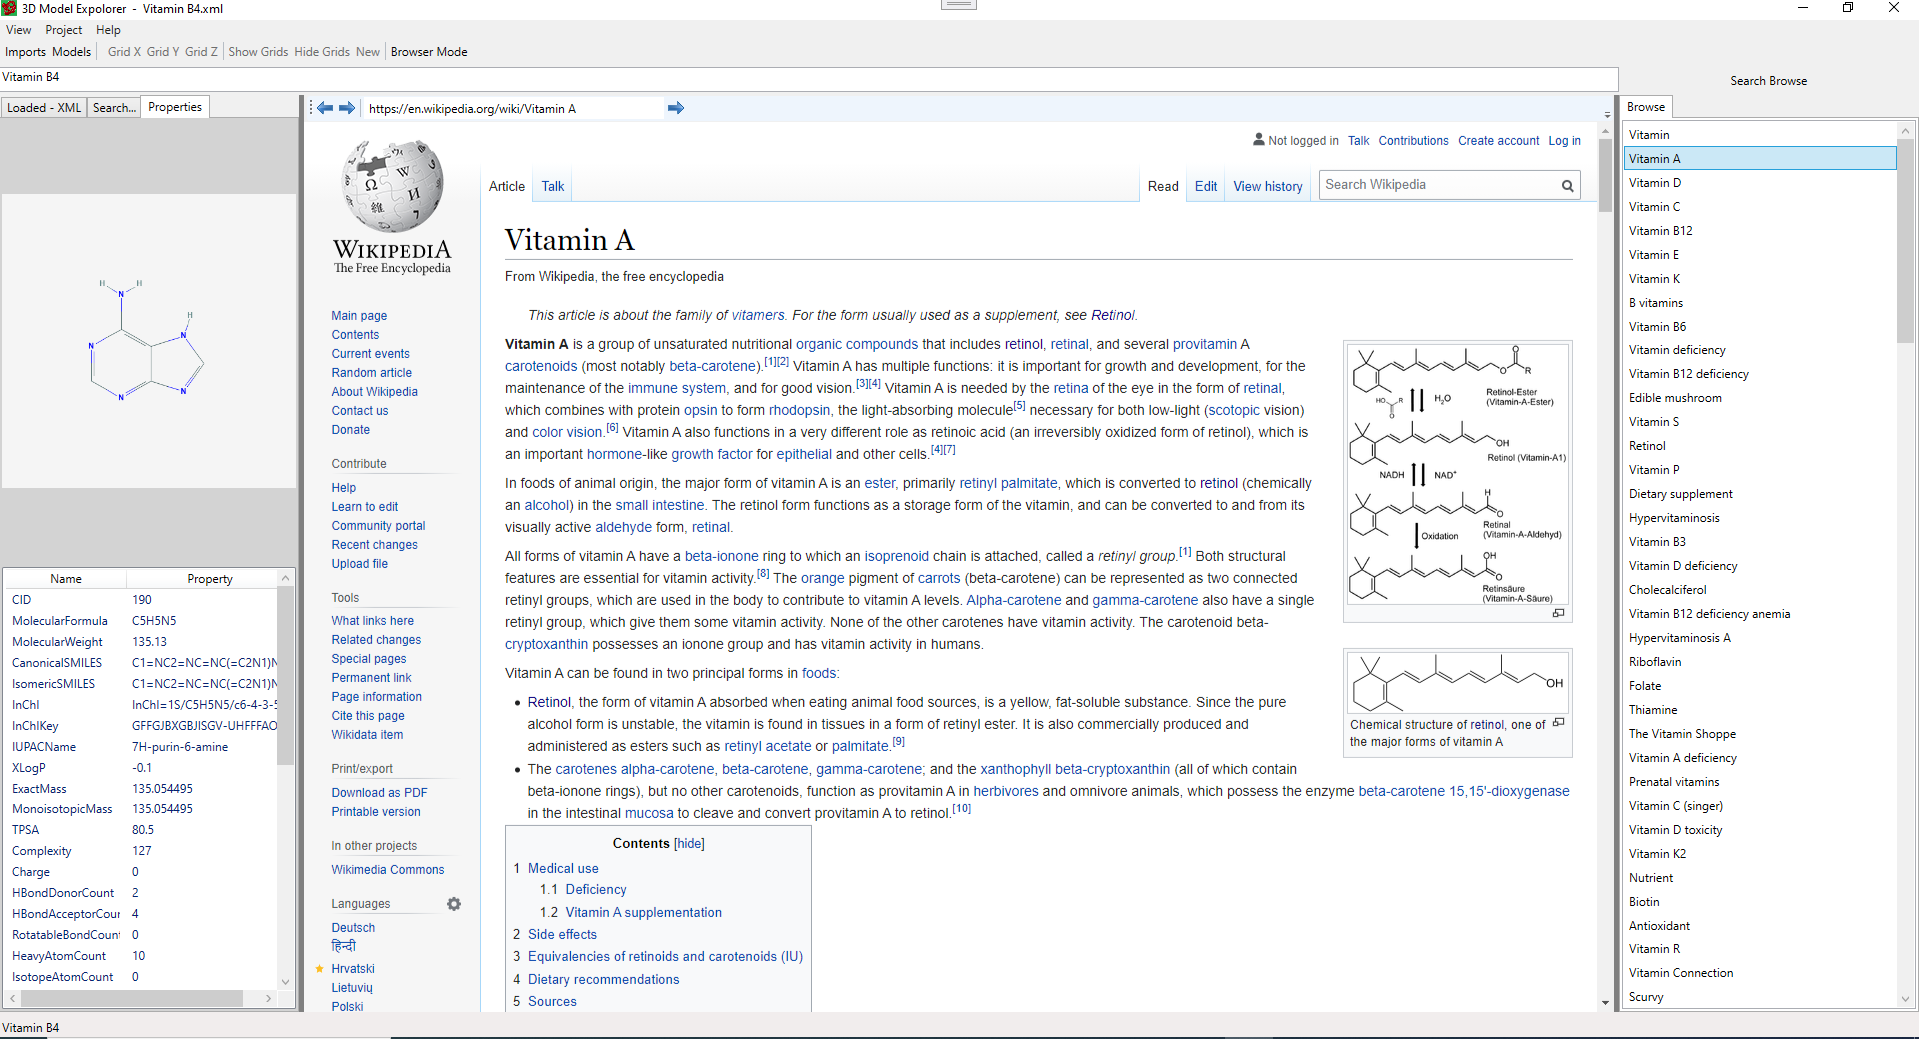 3D Model Expolorer - Vitamin B4.xml
View Project Help
Imports Models Grid X Grid Y Grid Z Show Grids Hide Grids New Browser Mode
Vitamin B4
Search Browse
Loaded - XML Search... Properties
H H
N
H
N
N
N
N
Name Property
CID 190
MolecularFormula C5H5N5
MolecularWeight 135.13
CanonicalSMILES C1=NC2=NC=NC(=C2N1)N
IsomericSMILES C1=NC2=NC=NC(=C2N1)N
InChI InChI=1S/C5H5N5/c6-4-3-5
InChIKey GFFGJBXGBJISGV-UHFFFAO
IUPACName 7H-purin-6-amine
XLogP -0.1
ExactMass 135.054495
MonoisotopicMass 135.054495
TPSA 80.5
Complexity 127
Charge 0
HBondDonorCount 2
HBondAcceptorCour 4
RotatableBondCount 0
HeavyAtomCount 10
IsotopeAtomCount 0
Vitamin B4
https://en.wikipedia.org/wiki/Vitamin A
Ω W И 維 7
WIKIPEDIA
The Free Encyclopedia
Main page
Contents
Current events
Random article
About Wikipedia
Contact us
Donate
Contribute
Help
Learn to edit
Community portal
Recent changes
Upload file
Tools
What links here
Related changes
Special pages
Permanent link
Page information
Cite this page
Wikidata item
Print/export
Download as PDF
Printable version
In other projects
Wikimedia Commons
Languages
Deutsch
हिन्दी
Hrvatski
Lietuvių
Polski
Not logged in Talk Contributions Create account Log in
Article Talk Read Edit View history Search Wikipedia
Vitamin A
From Wikipedia, the free encyclopedia
This article is about the family of vitamers. For the form usually used as a supplement, see Retinol.
Vitamin A is a group of unsaturated nutritional organic compounds that includes retinol, retinal, and several provitamin A
carotenoids (most notably beta-carotene).[1][2] Vitamin A has multiple functions: it is important for growth and development, for the
maintenance of the immune system, and for good vision.[3][4] Vitamin A is needed by the retina of the eye in the form of retinal,
which combines with protein opsin to form rhodopsin, the light-absorbing molecule[5] necessary for both low-light (scotopic vision)
and color vision.[6] Vitamin A also functions in a very different role as retinoic acid (an irreversibly oxidized form of retinol), which is
an important hormone-like growth factor for epithelial and other cells.[4][7]
In foods of animal origin, the major form of vitamin A is an ester, primarily retinyl palmitate, which is converted to retinol (chemically
an alcohol) in the small intestine. The retinol form functions as a storage form of the vitamin, and can be converted to and from its
visually active aldehyde form, retinal.
All forms of vitamin A have a beta-ionone ring to which an isoprenoid chain is attached, called a retinyl group.[1] Both structural
features are essential for vitamin activity.[8] The orange pigment of carrots (beta-carotene) can be represented as two connected
retinyl groups, which are used in the body to contribute to vitamin A levels. Alpha-carotene and gamma-carotene also have a single
retinyl group, which give them some vitamin activity. None of the other carotenes have vitamin activity. The carotenoid beta-
cryptoxanthin possesses an ionone group and has vitamin activity in humans.
Vitamin A can be found in two principal forms in foods:
• Retinol, the form of vitamin A absorbed when eating animal food sources, is a yellow, fat-soluble substance. Since the pure
alcohol form is unstable, the vitamin is found in tissues in a form of retinyl ester. It is also commercially produced and
administered as esters such as retinyl acetate or palmitate.[9]
• The carotenes alpha-carotene, beta-carotene, gamma-carotene; and the xanthophyll beta-cryptoxanthin (all of which contain
beta-ionone rings), but no other carotenoids, function as provitamin A in herbivores and omnivore animals, which possess the enzyme beta-carotene 15,15'-dioxygenase
in the intestinal mucosa to cleave and convert provitamin A to retinol.[10]
Contents [hide]
1 Medical use
1.1 Deficiency
1.2 Vitamin A supplementation
2 Side effects
3 Equivalencies of retinoids and carotenoids (IU)
4 Dietary recommendations
5 Sources
O
O R
Retinol-Ester
(Vitamin-A-Ester)
HO R
O
H₂O
OH
Retinol (Vitamin-A1)
NADH NAD⁺
H
O
Retinal
(Vitamin-A-Aldehyd)
Oxidation
OH
O
Retinsäure
(Vitamin-A-Säure)
OH
Chemical structure of retinol, one of
the major forms of vitamin A
Browse
Vitamin
Vitamin A
Vitamin D
Vitamin C
Vitamin B12
Vitamin E
Vitamin K
B vitamins
Vitamin B6
Vitamin deficiency
Vitamin B12 deficiency
Edible mushroom
Vitamin S
Retinol
Vitamin P
Dietary supplement
Hypervitaminosis
Vitamin B3
Vitamin D deficiency
Cholecalciferol
Vitamin B12 deficiency anemia
Hypervitaminosis A
Riboflavin
Folate
Thiamine
The Vitamin Shoppe
Vitamin A deficiency
Prenatal vitamins
Vitamin C (singer)
Vitamin D toxicity
Vitamin K2
Nutrient
Biotin
Antioxidant
Vitamin R
Vitamin Connection
Scurvy